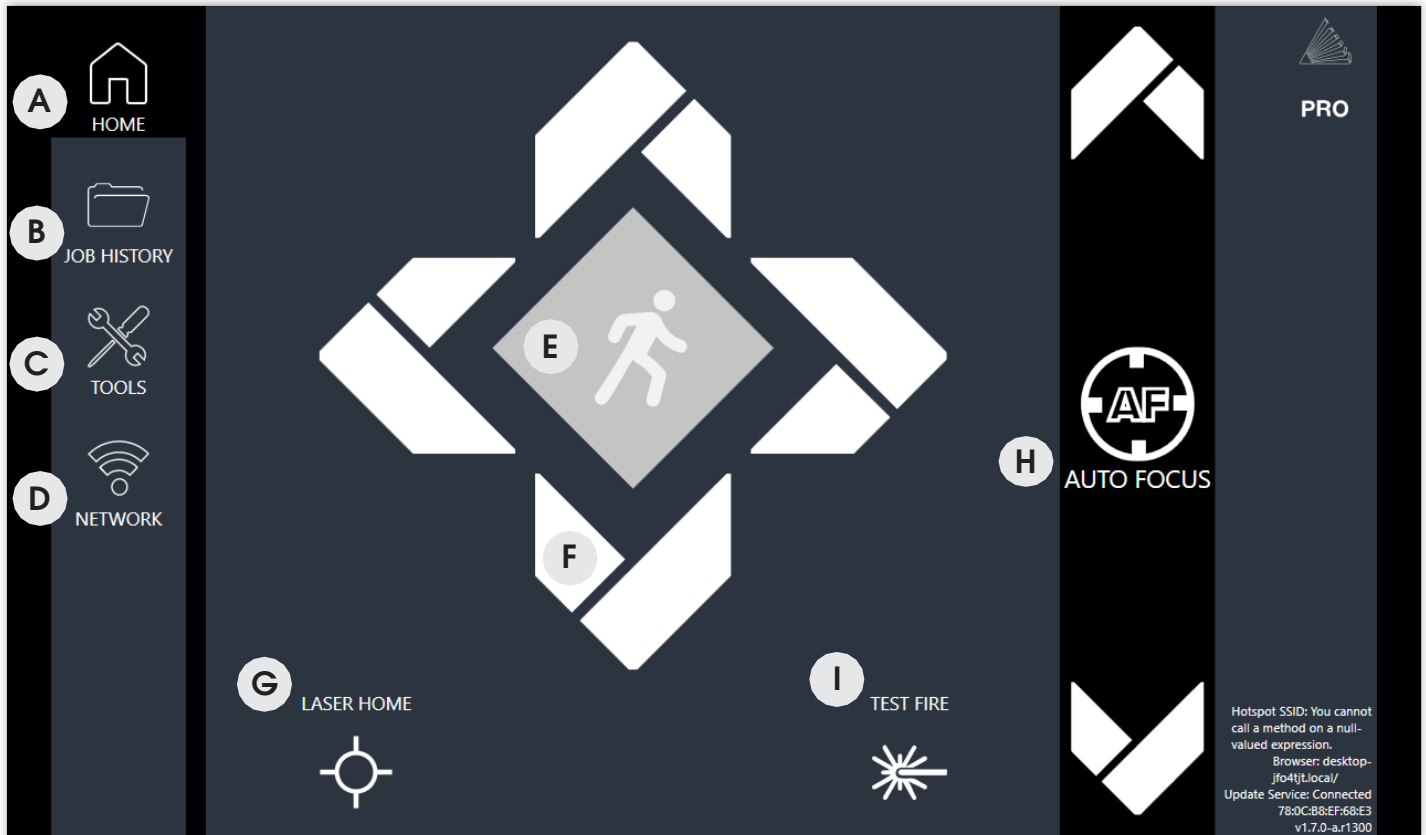 A
HOME
B
JOB HISTORY
C
TOOLS
D
NETWORK
E
F
G
LASER HOME
I
TEST FIRE
H
AF
AUTO FOCUS
PRO
Hotspot SSID: You cannot
call a method on a null-
valued expression.
Browser: desktop-
jfo4tjt.local/
Update Service: Connected
78:0C:B8:EF:68:E3
v1.7.0-a.r1300